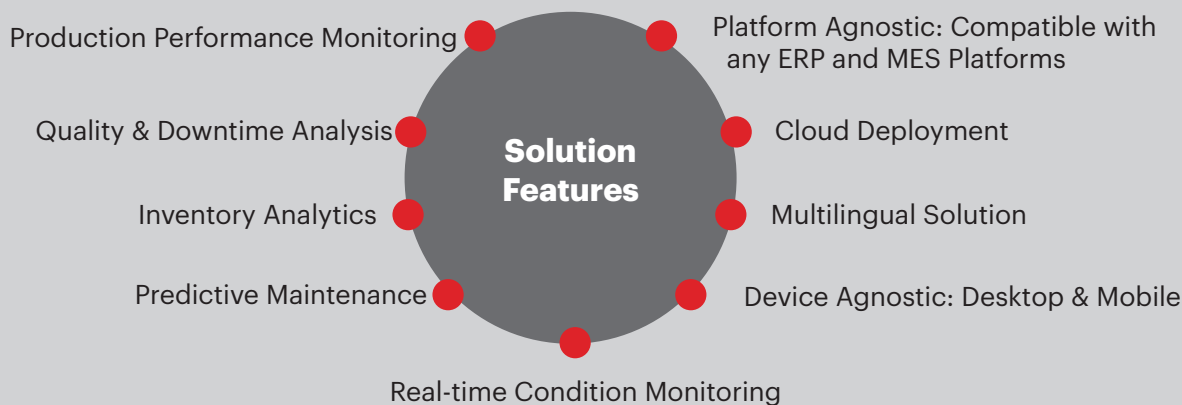 Production Performance Monitoring
Quality & Downtime Analysis
Inventory Analytics
Predictive Maintenance
Real-time Condition Monitoring
Solution
Features
Platform Agnostic: Compatible with
any ERP and MES Platforms
Cloud Deployment
Multilingual Solution
Device Agnostic: Desktop & Mobile